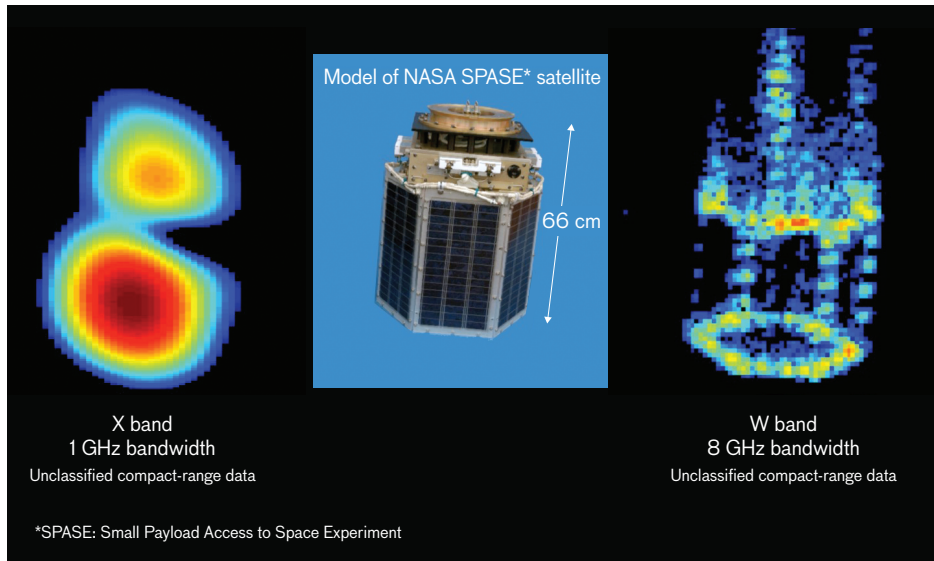 Model of NASA SPASE* satellite
66 cm
X band
1 GHz bandwidth
Unclassified compact-range data
W band
8 GHz bandwidth
Unclassified compact-range data
*SPASE: Small Payload Access to Space Experiment